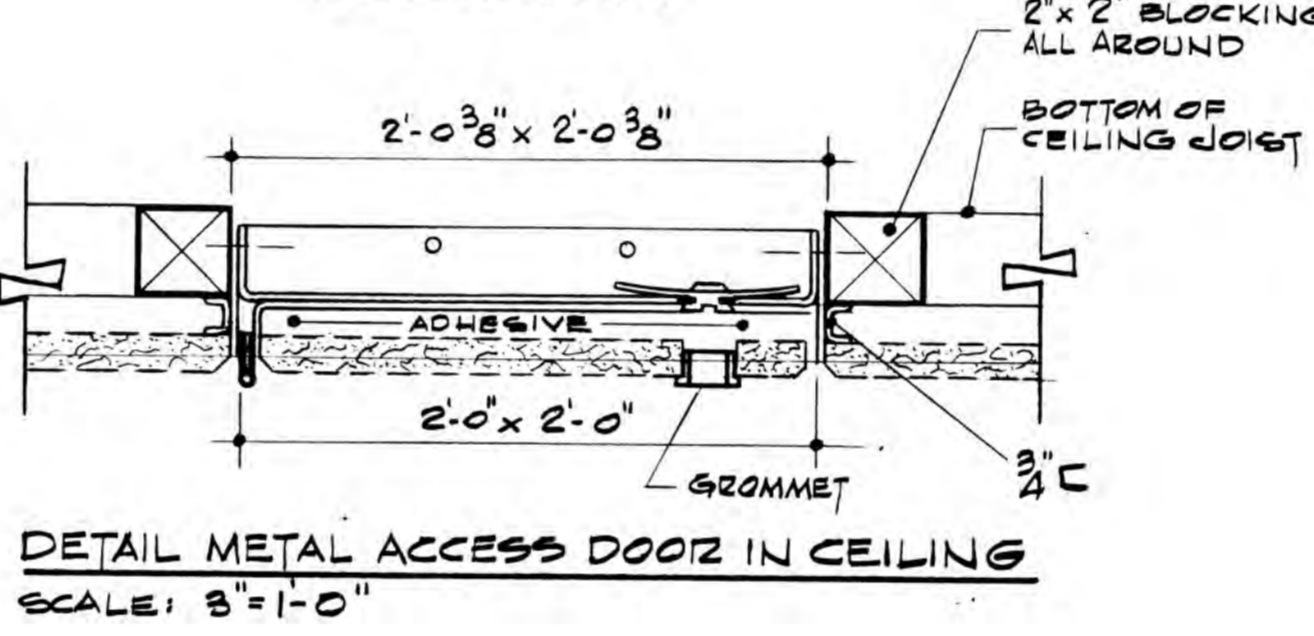 2" x 2" BLOCKING
ALL AROUND
BOTTOM OF
CEILING JOIST
2'-0 3/8" x 2'-0 3/8"
ADHESIVE
2'-0" x 2'-0"
GROMMET
3/4" C
DETAIL METAL ACCESS DOOR IN CEILING
SCALE: 3"=1'-0"